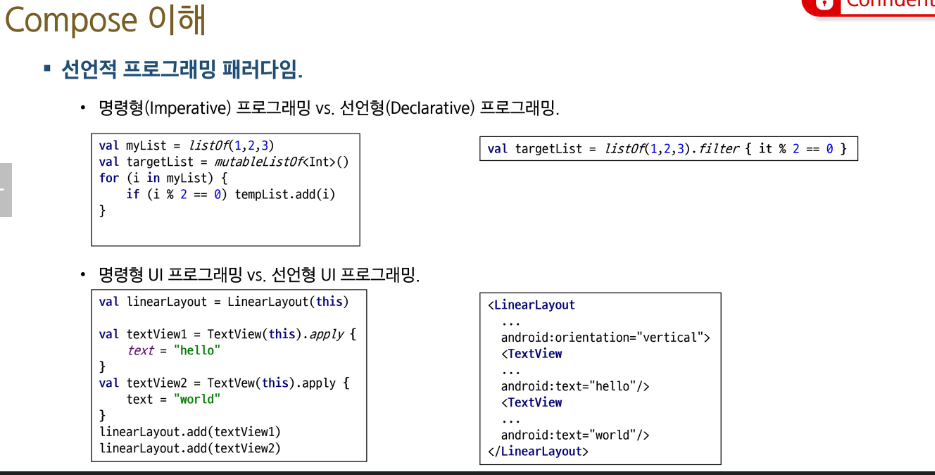 Compose 이해
Confident
▪ 선언적 프로그래밍 패러다임.
• 명령형(Imperative) 프로그래밍 vs. 선언형(Declarative) 프로그래밍.
val myList = listOf(1,2,3)
val targetList = mutableListOf<Int>()
for (i in myList) {
if (i % 2 == 0) tempList.add(i)
}
val targetList = listOf(1,2,3).filter { it % 2 == 0 }
• 명령형 UI 프로그래밍 vs. 선언형 UI 프로그래밍.
val linearLayout = LinearLayout(this)
val textView1 = TextView(this).apply {
text = "hello"
}
val textView2 = TextVew(this).apply {
text = "world"
}
linearLayout.add(textView1)
linearLayout.add(textView2)
<LinearLayout
...
android:orientation="vertical">
<TextView
...
android:text="hello"/>
<TextView
...
android:text="world"/>
</LinearLayout>